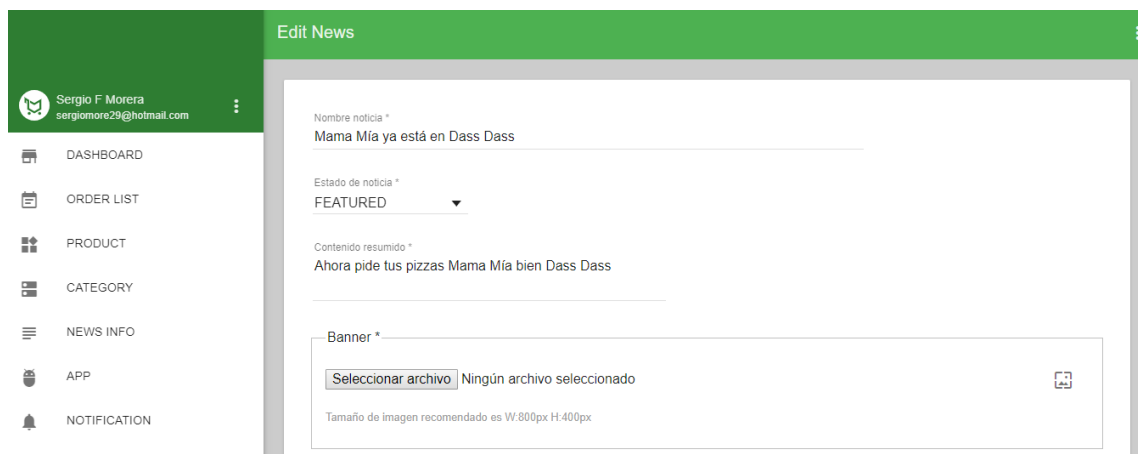 Edit News
Sergio F Morera
sergiomore29@hotmail.com
DASHBOARD
ORDER LIST
PRODUCT
CATEGORY
NEWS INFO
APP
NOTIFICATION
Nombre noticia *
Mama Mía ya está en Dass Dass
Estado de noticia *
FEATURED
Contenido resumido *
Ahora pide tus pizzas Mama Mía bien Dass Dass
Banner *
Seleccionar archivo Ningún archivo seleccionado
Tamaño de imagen recomendado es W:800px H:400px